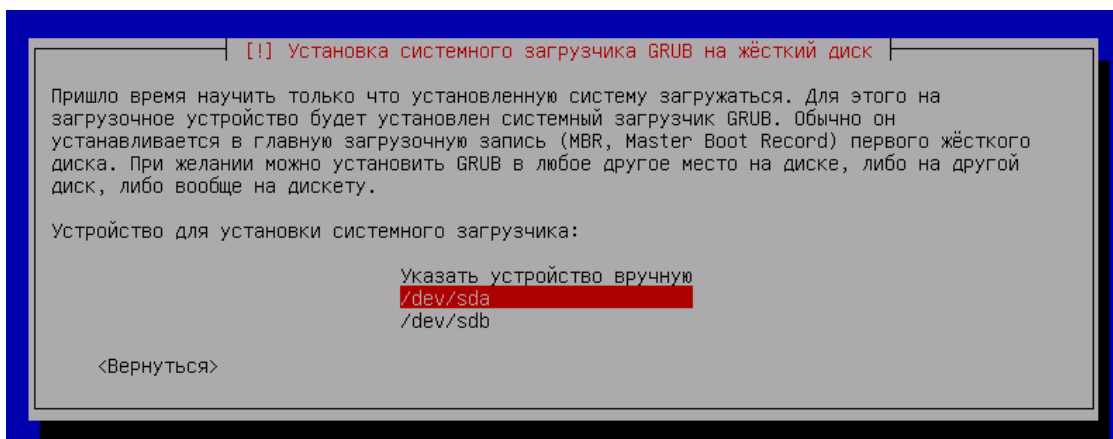 [!] Установка системного загрузчика GRUB на жёсткий диск
Пришло время научить только что установленную систему загружаться. Для этого на
загрузочное устройство будет установлен системный загрузчик GRUB. Обычно он
устанавливается в главную загрузочную запись (MBR, Master Boot Record) первого жёсткого
диска. При желании можно установить GRUB в любое другое место на диске, либо на другой
диск, либо вообще на дискету.
Устройство для установки системного загрузчика:
Указать устройство вручную
/dev/sda
/dev/sdb
<Вернуться>